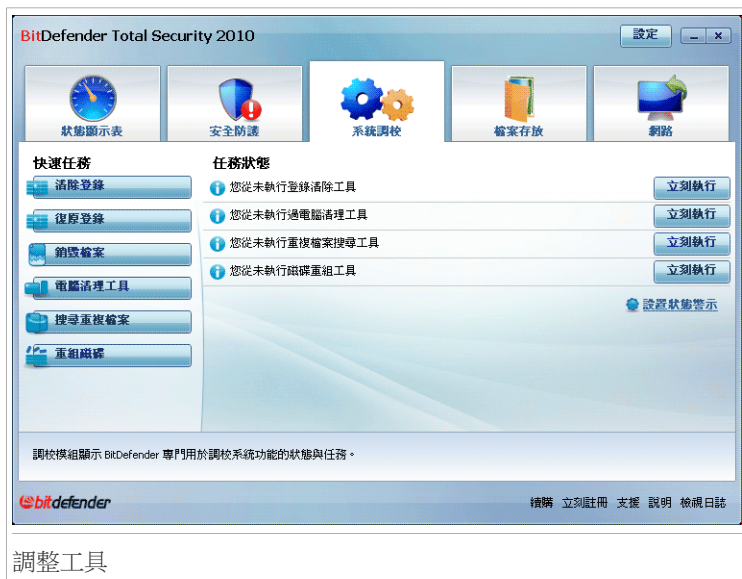 BitDefender Total Security 2010
設定
狀態顯示表
安全防護
系統調校
檔案存放
網路
快速任務
清除登錄
復原登錄
銷毀檔案
電腦清理工具
搜尋重複檔案
重組磁碟
任務狀態
您從未執行登錄清除工具
立刻執行
您從未執行過電腦清理工具
立刻執行
您從未執行重複檔案搜尋工具
立刻執行
您從未執行磁碟重組工具
立刻執行
設置狀態警示
調校模組顯示 BitDefender 專門用於調校系統功能的狀態與任務。
bitdefender
續購 立刻註冊 支援 說明 檢視日誌
調整工具